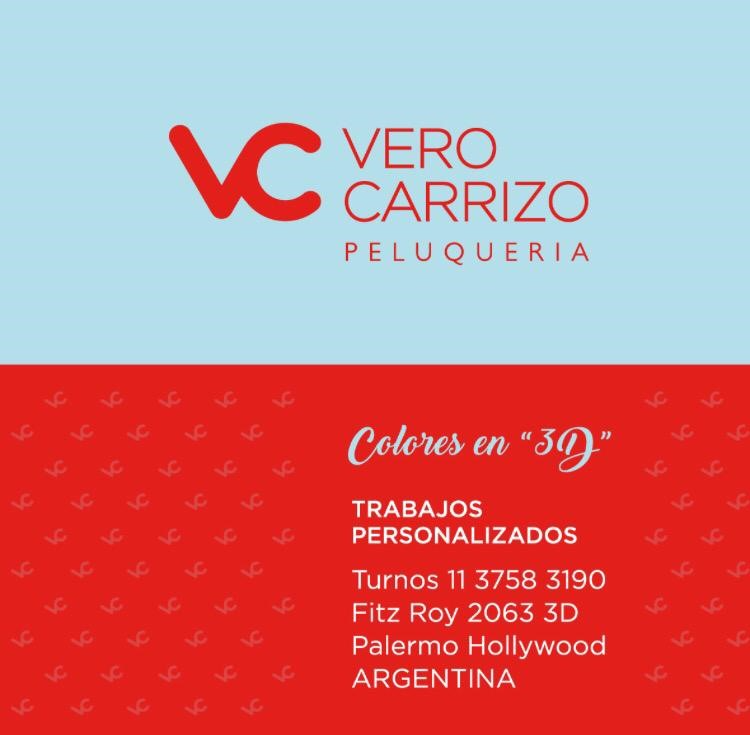 VC VERO
CARRIZO
PELUQUERIA
Colores en “3D”
TRABAJOS
PERSONALIZADOS
Turnos 11 3758 3190
Fitz Roy 2063 3D
Palermo Hollywood
ARGENTINA